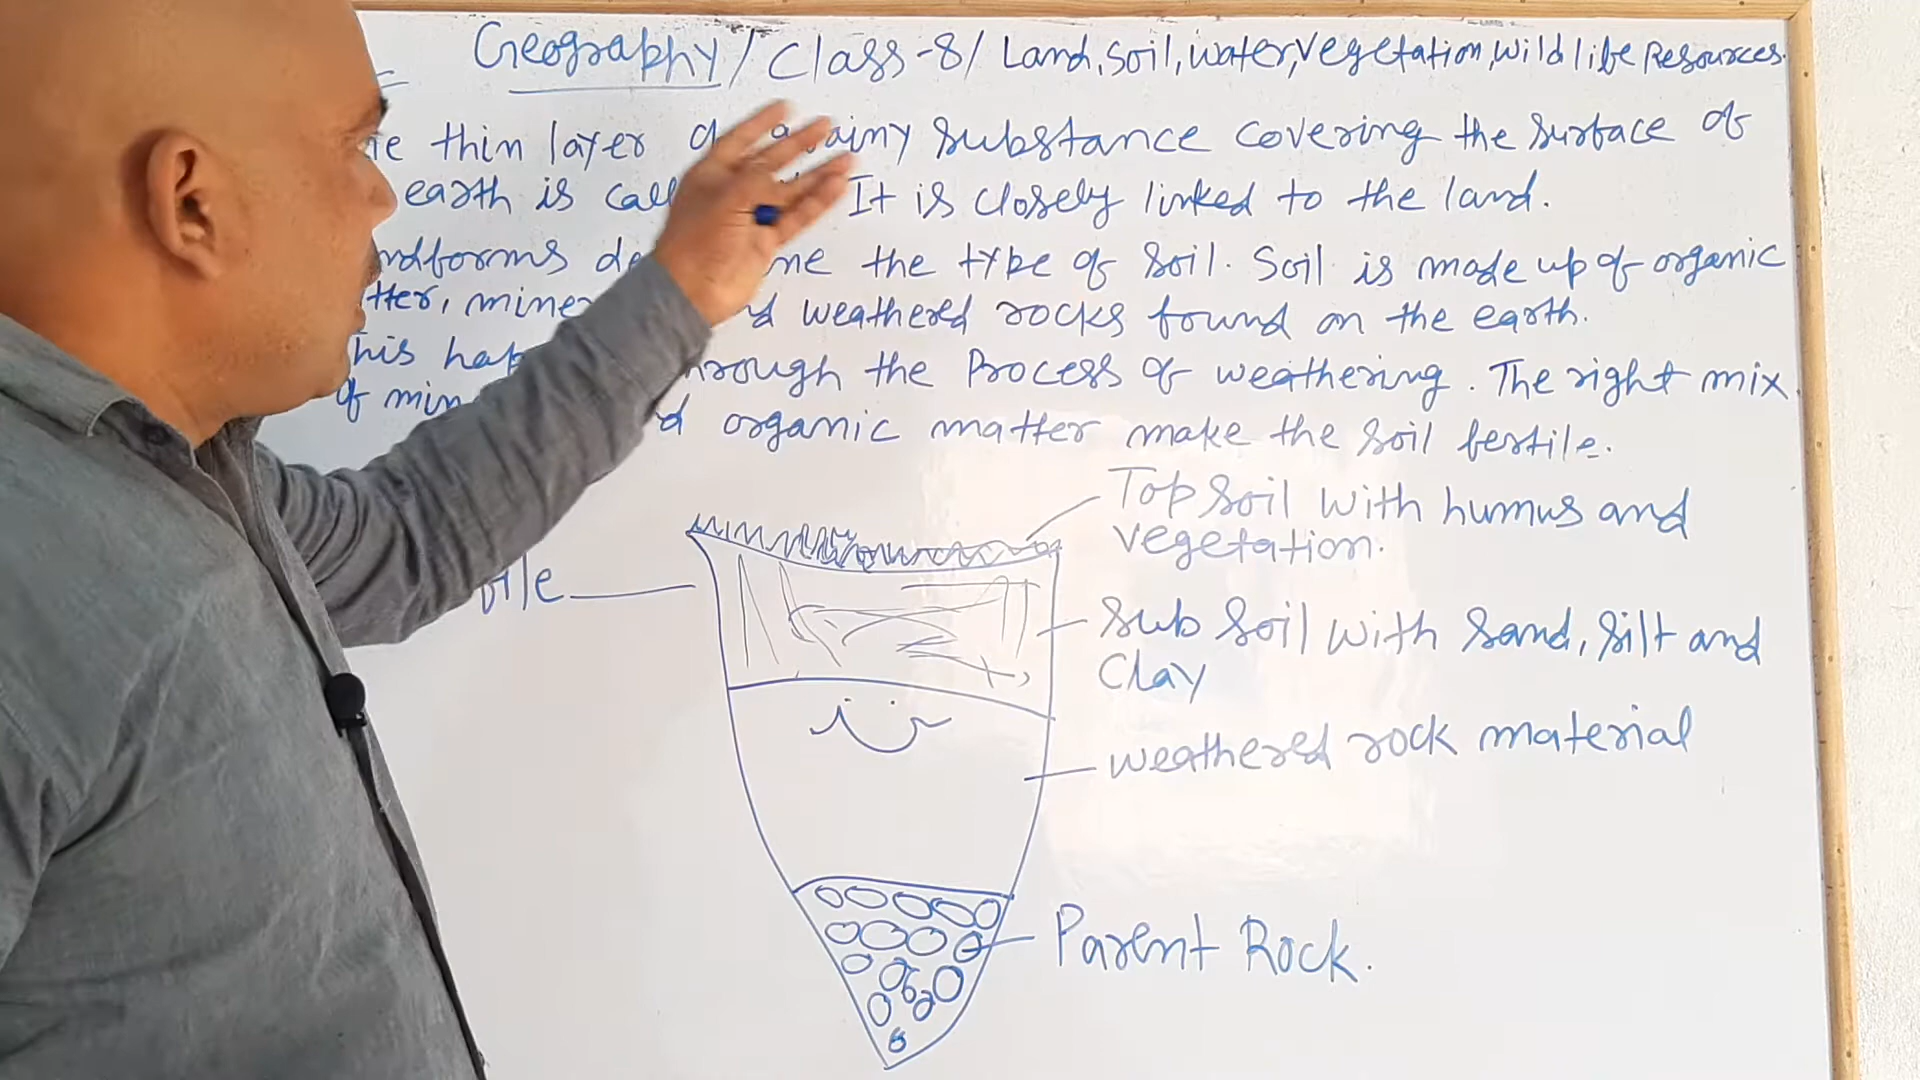 Geography / Class-8 / Land, Soil, water, vegetation, wild life Resources.
thin layer substance covering the surface of
earth is It is closely linked to the land.
the type of soil. Soil is made up of organic
weathered rocks found on the earth.
the Process of weathering. The right mix
of organic matter make the soil fertile.
Top soil with humus and
vegetation.
Sub soil with sand, silt and
Clay
weathered rock material
Parent Rock.